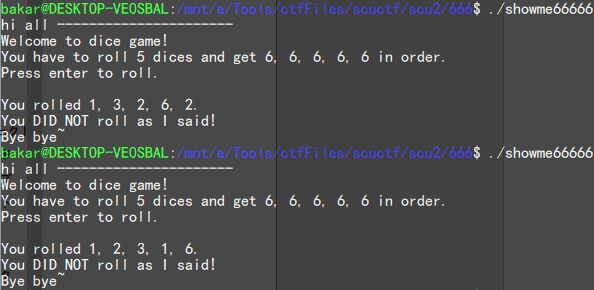 bakar@DESKTOP-VEOSBAL:/mnt/e/Tools/ctfFiles/scuctf/scu2/666$ ./showme66666
hi all ----------------------
Welcome to dice game!
You have to roll 5 dices and get 6, 6, 6, 6, 6 in order.
Press enter to roll.
You rolled 1, 3, 2, 6, 2.
You DID NOT roll as I said!
Bye bye~
bakar@DESKTOP-VEOSBAL:/mnt/e/Tools/ctfFiles/scuctf/scu2/666$ ./showme66666
hi all ----------------------
Welcome to dice game!
You have to roll 5 dices and get 6, 6, 6, 6, 6 in order.
Press enter to roll.
You rolled 1, 2, 3, 1, 6.
You DID NOT roll as I said!
Bye bye~